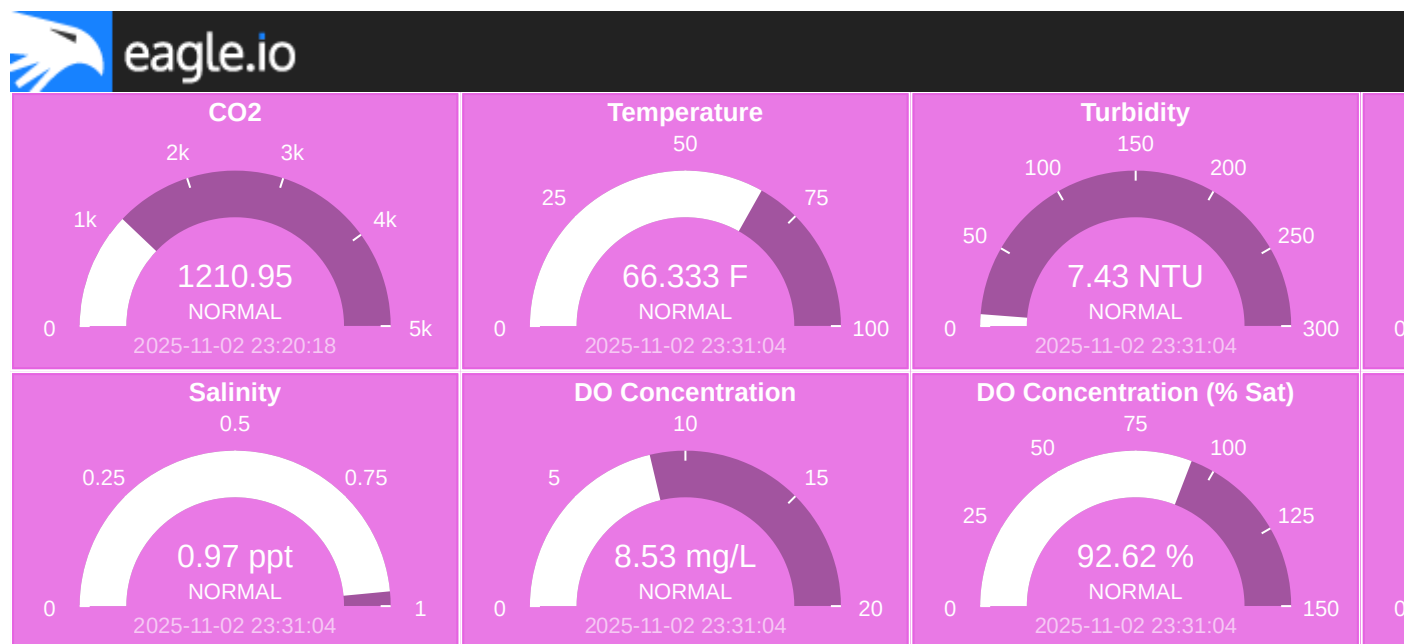 eagle.io
CO2
2k
3k
1k
4k
0
5k
1210.95
NORMAL
2025-11-02 23:20:18
Temperature
50
25
75
0
100
66.333 F
NORMAL
2025-11-02 23:31:04
Turbidity
150
100
200
50
250
0
300
7.43 NTU
NORMAL
2025-11-02 23:31:04
Salinity
0.5
0.25
0.75
0
1
0.97 ppt
NORMAL
2025-11-02 23:31:04
DO Concentration
10
5
15
0
20
8.53 mg/L
NORMAL
2025-11-02 23:31:04
DO Concentration (% Sat)
75
50
100
25
125
0
150
92.62 %
NORMAL
2025-11-02 23:31:04